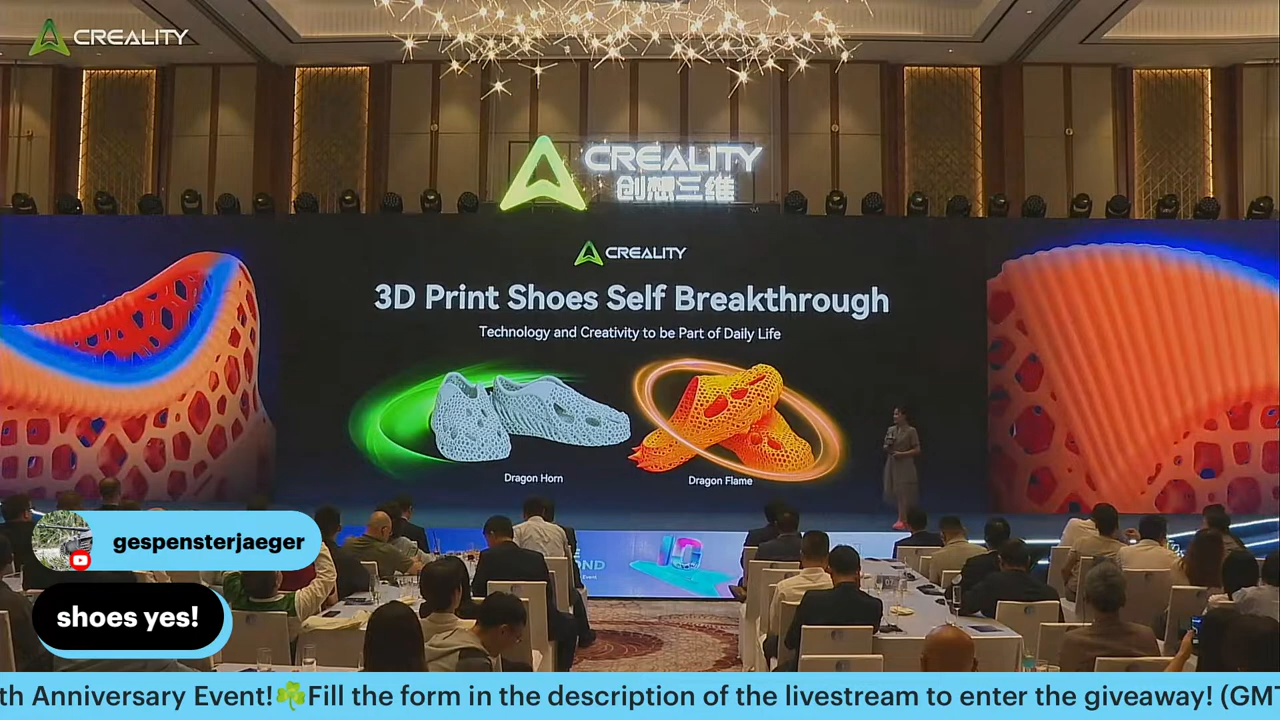 CREALITY
CREALITY
创想三维
CREALITY
3D Print Shoes Self Breakthrough
Technology and Creativity to be Part of Daily Life
Dragon Horn
Dragon Flame
gespensterjaeger
shoes yes!
th Anniversary Event!☘️Fill the form in the description of the livestream to enter the giveaway! (GMT